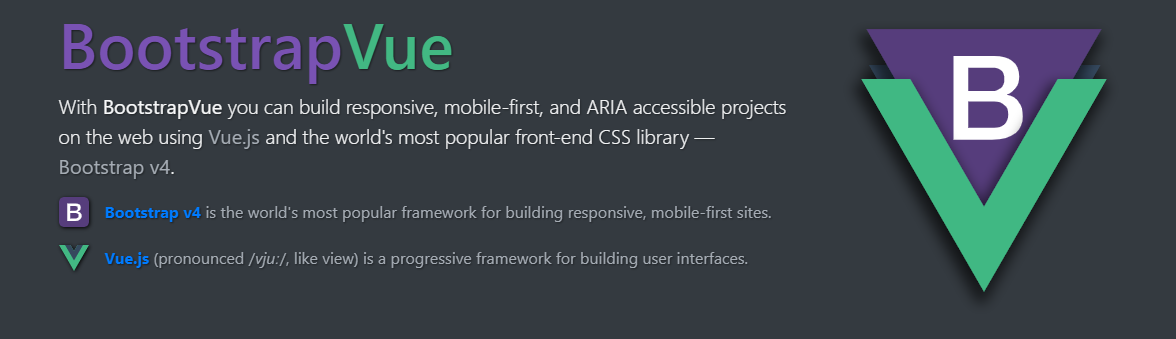 BootstrapVue
With BootstrapVue you can build responsive, mobile-first, and ARIA accessible projects
on the web using Vue.js and the world's most popular front-end CSS library —
Bootstrap v4.
B
B Bootstrap v4 is the world's most popular framework for building responsive, mobile-first sites.
Vue.js (pronounced /vju:/, like view) is a progressive framework for building user interfaces.